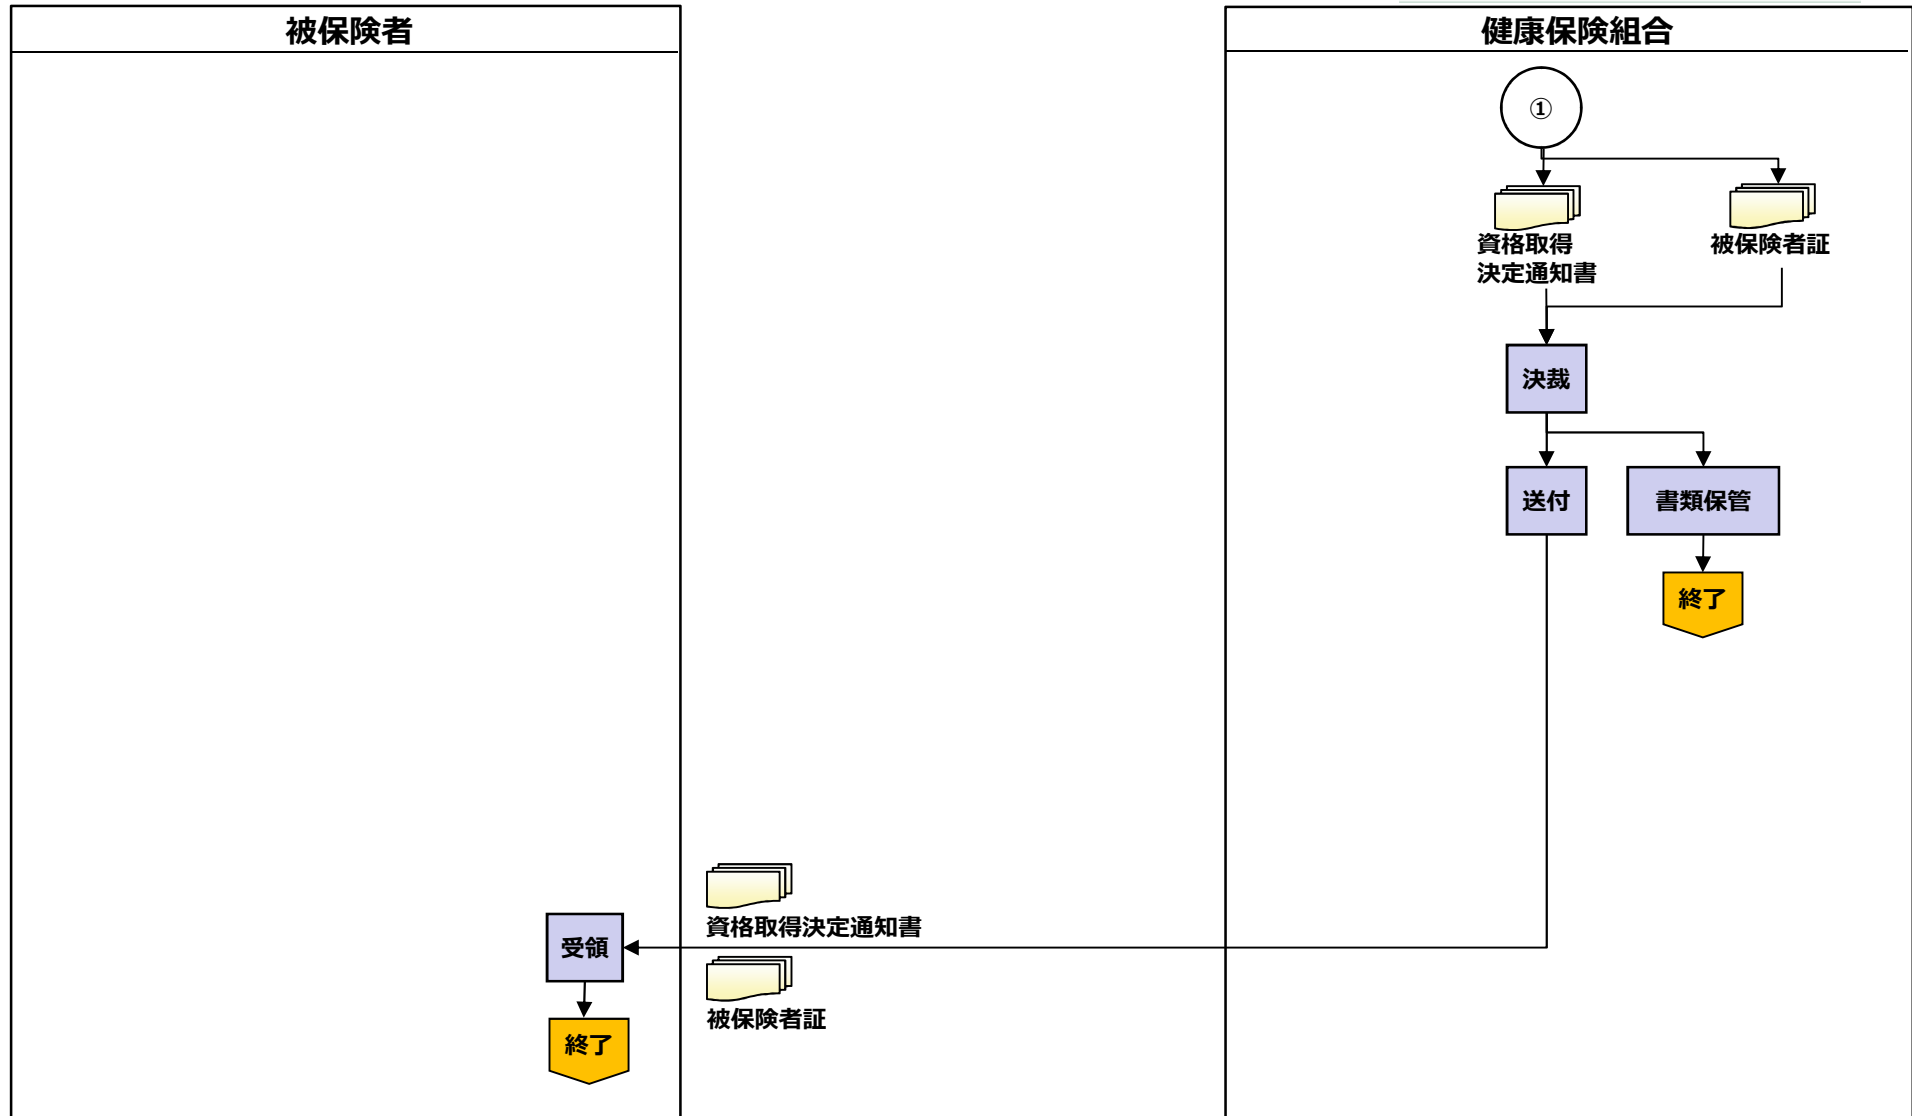 被保険者
健康保険組合
①
資格取得
決定通知書
被保険者証
決裁
送付
書類保管
終了
資格取得決定通知書
受領
被保険者証
終了